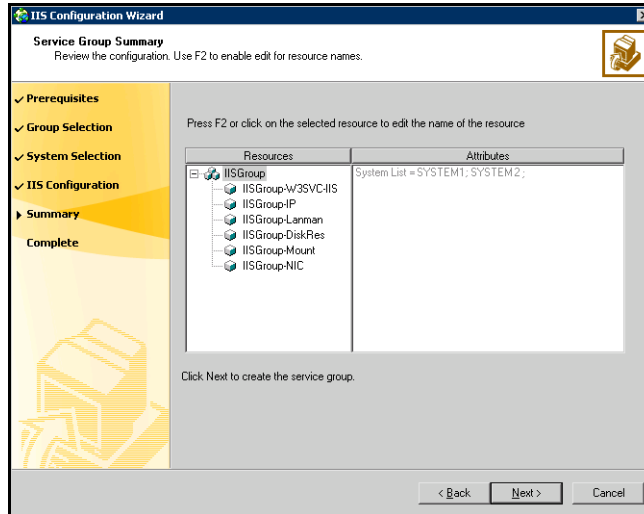 IIS Configuration Wizard
Service Group Summary
Review the configuration. Use F2 to enable edit for resource names.
Prerequisites
Group Selection
System Selection
IIS Configuration
Summary
Complete
Press F2 or click on the selected resource to edit the name of the resource
Resources Attributes
IISGroup System List = SYSTEM1; SYSTEM2 ;
IISGroup-W3SVC-IIS
IISGroup-IP
IISGroup-Lanman
IISGroup-DiskRes
IISGroup-Mount
IISGroup-NIC
Click Next to create the service group.
< Back Next > Cancel